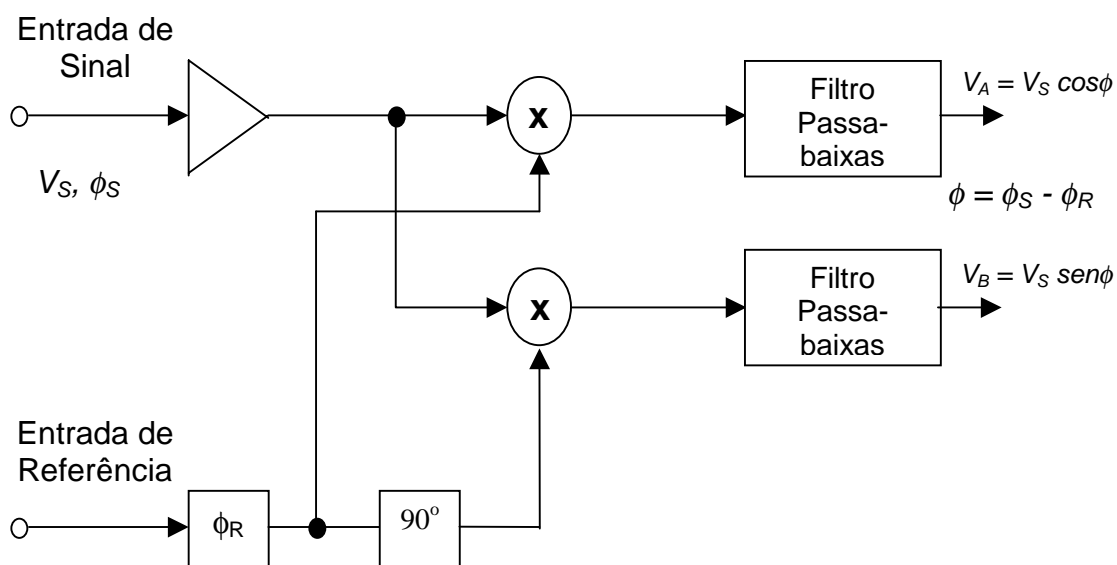 Entrada de
Sinal
V_S, ϕ_S
x
Filtro
Passa-
baixas
V_A = V_S cosϕ
ϕ = ϕ_S - ϕ_R
x
Filtro
Passa-
baixas
V_B = V_S senϕ
Entrada de
Referência
ϕ_R
90°